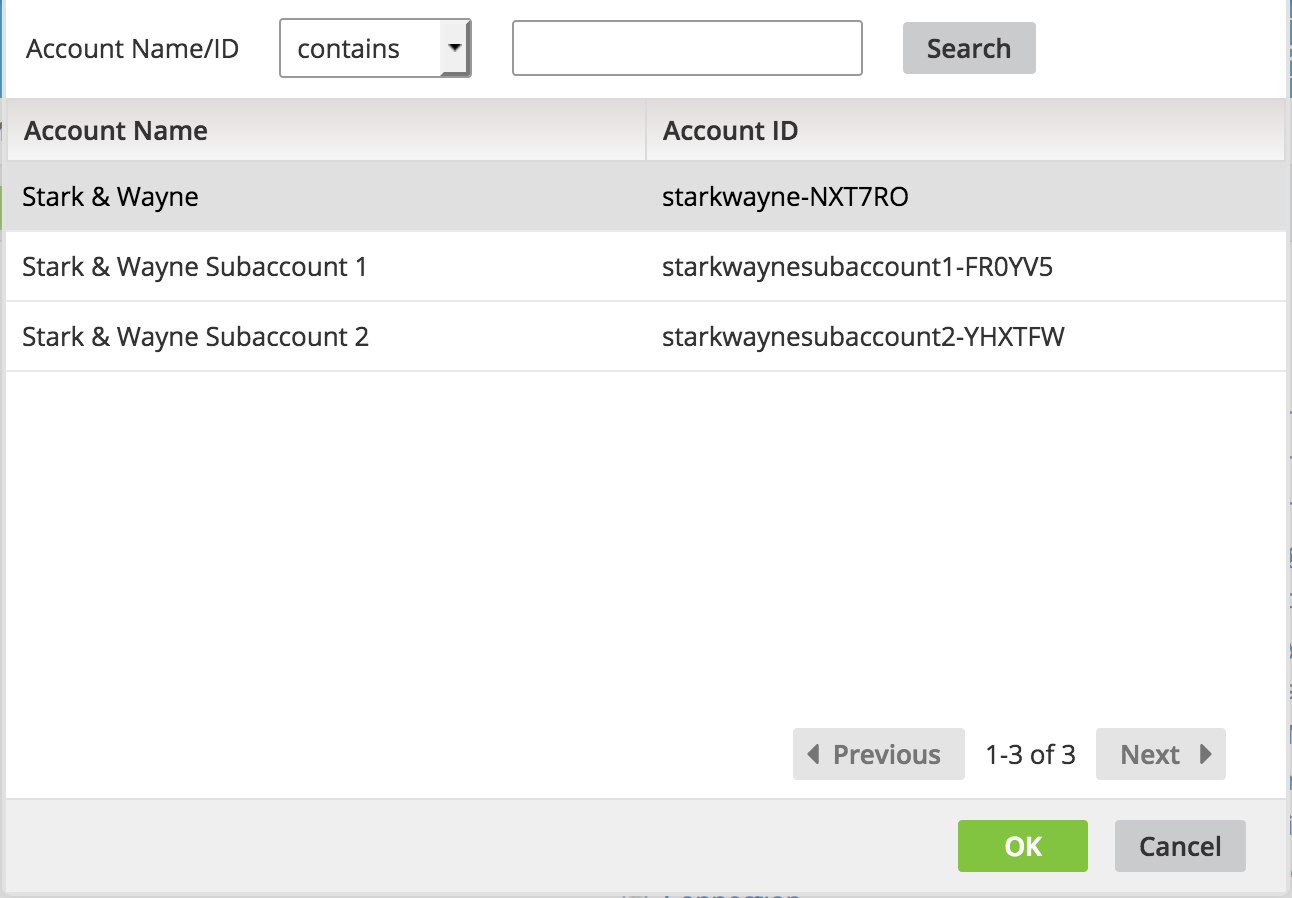 Account Name/ID contains Search
Account Name Account ID
Stark & Wayne starkwayne-NXT7RO
Stark & Wayne Subaccount 1 starkwaynesubaccount1-FR0YV5
Stark & Wayne Subaccount 2 starkwaynesubaccount2-YHXTFW
Previous 1-3 of 3 Next
OK Cancel